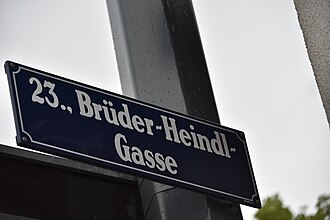 23., Brüder-Heindl-
Gasse